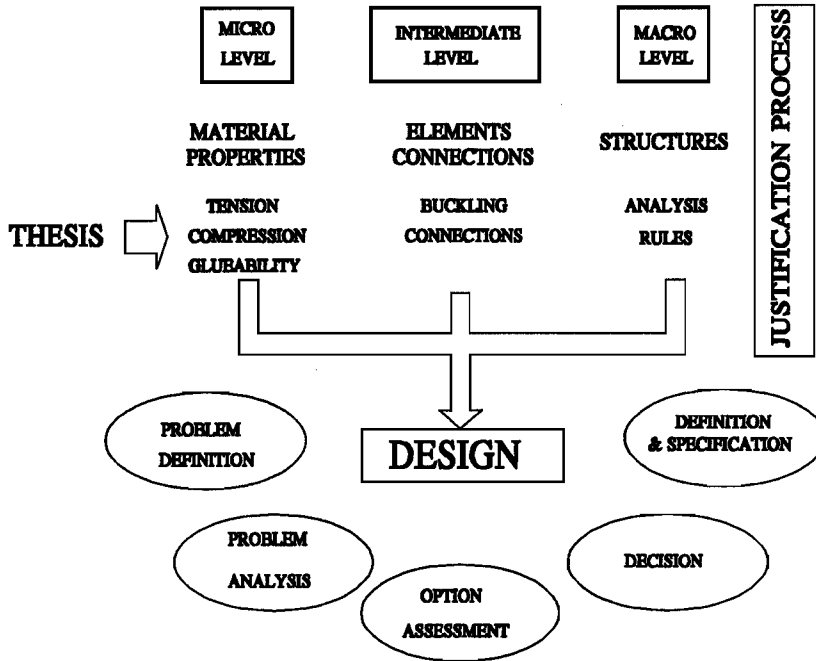 MICRO
LEVEL
INTERMEDIATE
LEVEL
MACRO
LEVEL
JUSTIFICATION PROCESS
MATERIAL
PROPERTIES
ELEMENTS
CONNECTIONS
STRUCTURES
THESIS
TENSION
COMPRESSION
GLUEABILITY
BUCKLING
CONNECTIONS
ANALYSIS
RULES
PROBLEM
DEFINITION
DESIGN
DEFINITION
& SPECIFICATION
PROBLEM
ANALYSIS
OPTION
ASSESSMENT
DECISION